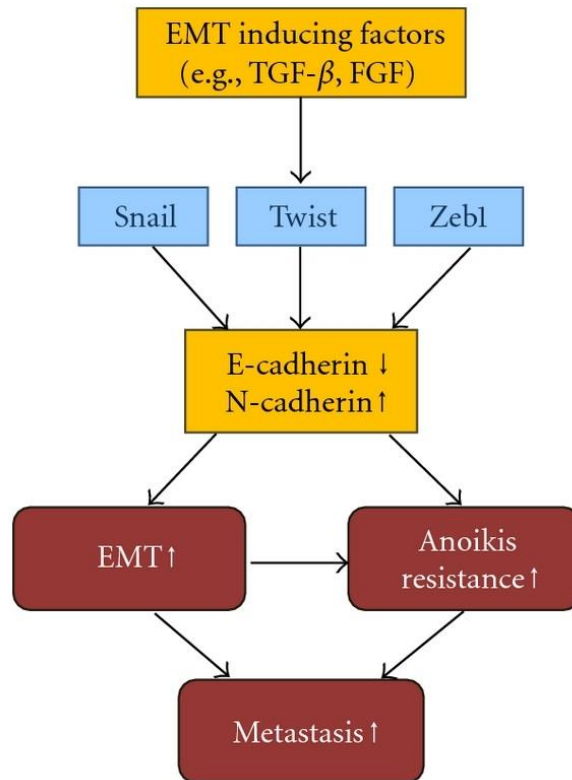 EMT inducing factors
(e.g., TGF-β, FGF)
Snail
Twist
Zeb1
E-cadherin ↓
N-cadherin ↑
EMT ↑
Anoikis
resistance ↑
Metastasis ↑